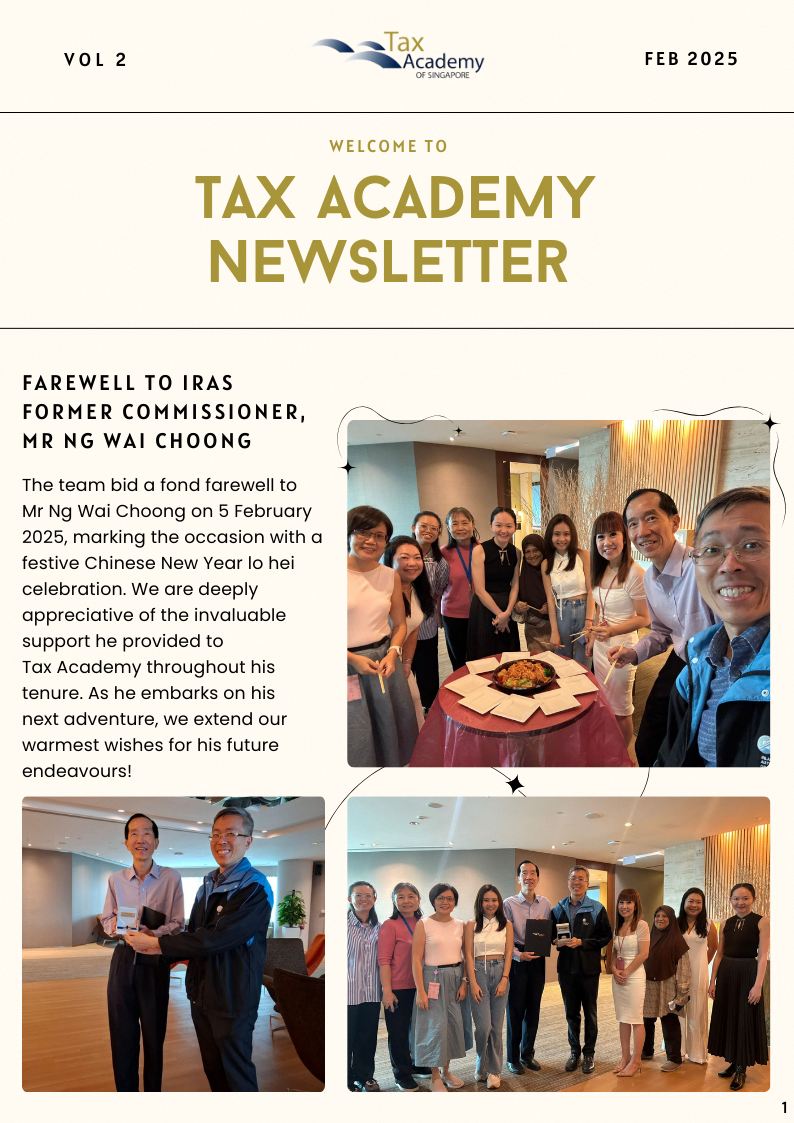 VOL 2
Tax
Academy
OF SINGAPORE
FEB 2025
WELCOME TO
TAX ACADEMY
NEWSLETTER
FAREWELL TO IRAS
FORMER COMMISSIONER,
MR NG WAI CHOONG
The team bid a fond farewell to
Mr Ng Wai Choong on 5 February
2025, marking the occasion with a
festive Chinese New Year lo hei
celebration. We are deeply
appreciative of the invaluable
support he provided to
Tax Academy throughout his
tenure. As he embarks on his
next adventure, we extend our
warmest wishes for his future
endeavours!
1